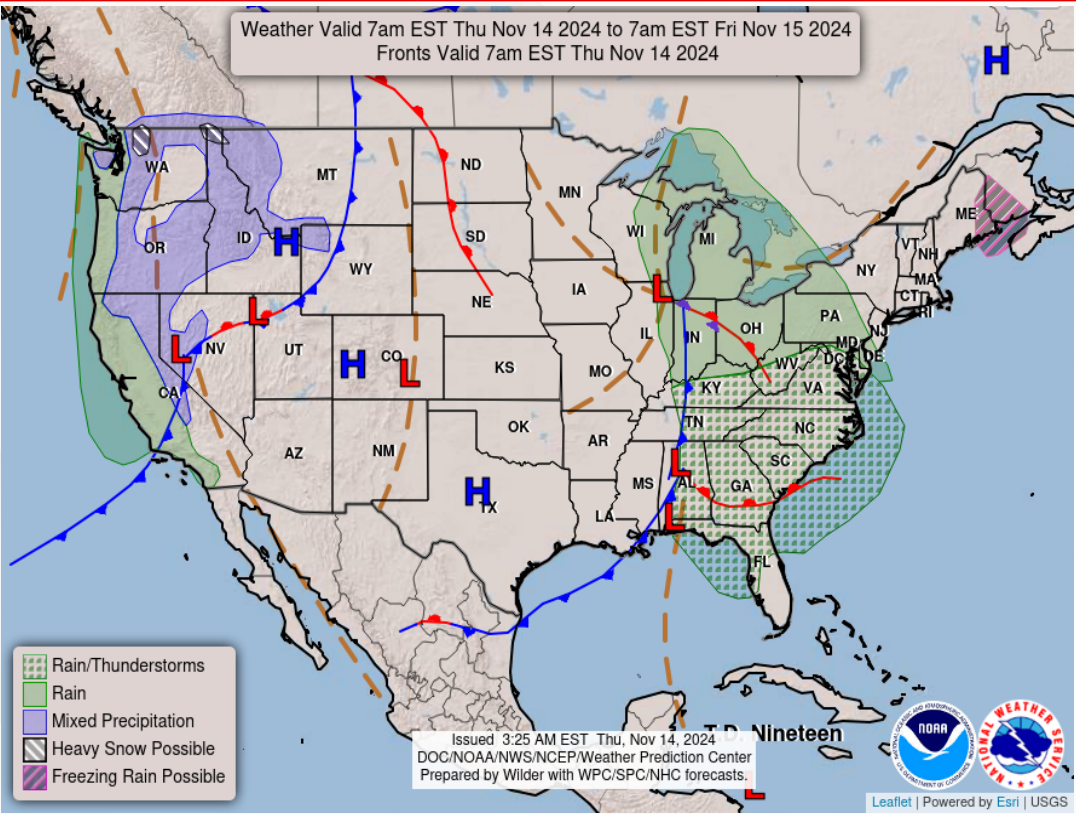 Weather Valid 7am EST Thu Nov 14 2024 to 7am EST Fri Nov 15 2024
Fronts Valid 7am EST Thu Nov 14 2024
H
WA
MT
ND
MN
ME
OR
ID
H
SD
WI
MI
VT
NH
WY
NY
MA
L
NE
IA
L
CT
RI
L
NV
UT
H
CO
L
KS
MO
IL
IN
OH
PA
NJ
MD
DE
DC
WV
VA
CA
KY
AZ
NM
OK
AR
TN
NC
SC
H
TX
LA
MS
L
AL
GA
L
FL
Rain/Thunderstorms
Rain
Mixed Precipitation
Heavy Snow Possible
Freezing Rain Possible
T.D. Nineteen
L
Issued 3:25 AM EST Thu, Nov 14, 2024
DOC/NOAA/NWS/NCEP/Weather Prediction Center
Prepared by Wilder with WPC/SPC/NHC forecasts.
NOAA
NATIONAL WEATHER SERVICE
Leaflet | Powered by Esri | USGS